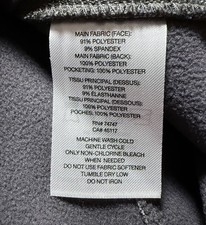 MAIN FABRIC (FACE):
91% POLYESTER
9% SPANDEX
MAIN FABRIC (BACK):
100% POLYESTER
POCKETING: 100% POLYESTER
TISSU PRINCIPAL (DESSUS):
91% POLYESTER
9% ÉLASTHANNE
TISSU PRINCIPAL (DESSOUS):
100% POLYESTER
POCHES: 100% POLYESTER
RN# 74747
CA# 45117
MACHINE WASH COLD
GENTLE CYCLE
ONLY NON-CHLORINE BLEACH
WHEN NEEDED
DO NOT USE FABRIC SOFTENER
TUMBLE DRY LOW
DO NOT IRON